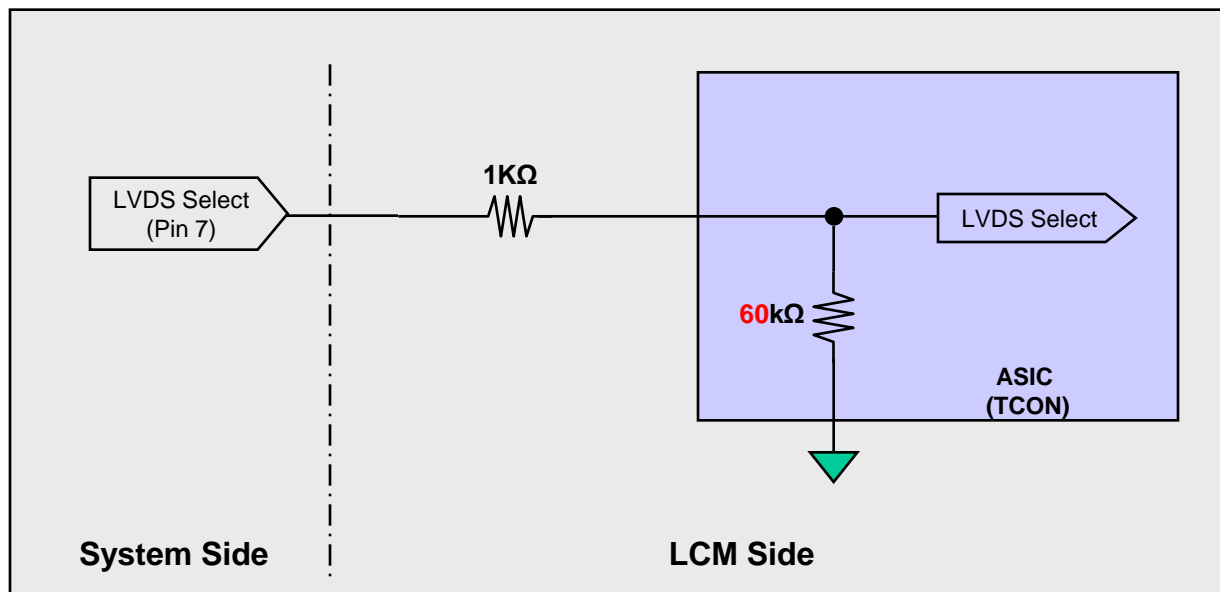 1KΩ
LVDS Select
(Pin 7)
LVDS Select
60kΩ
ASIC
(TCON)
System Side
LCM Side